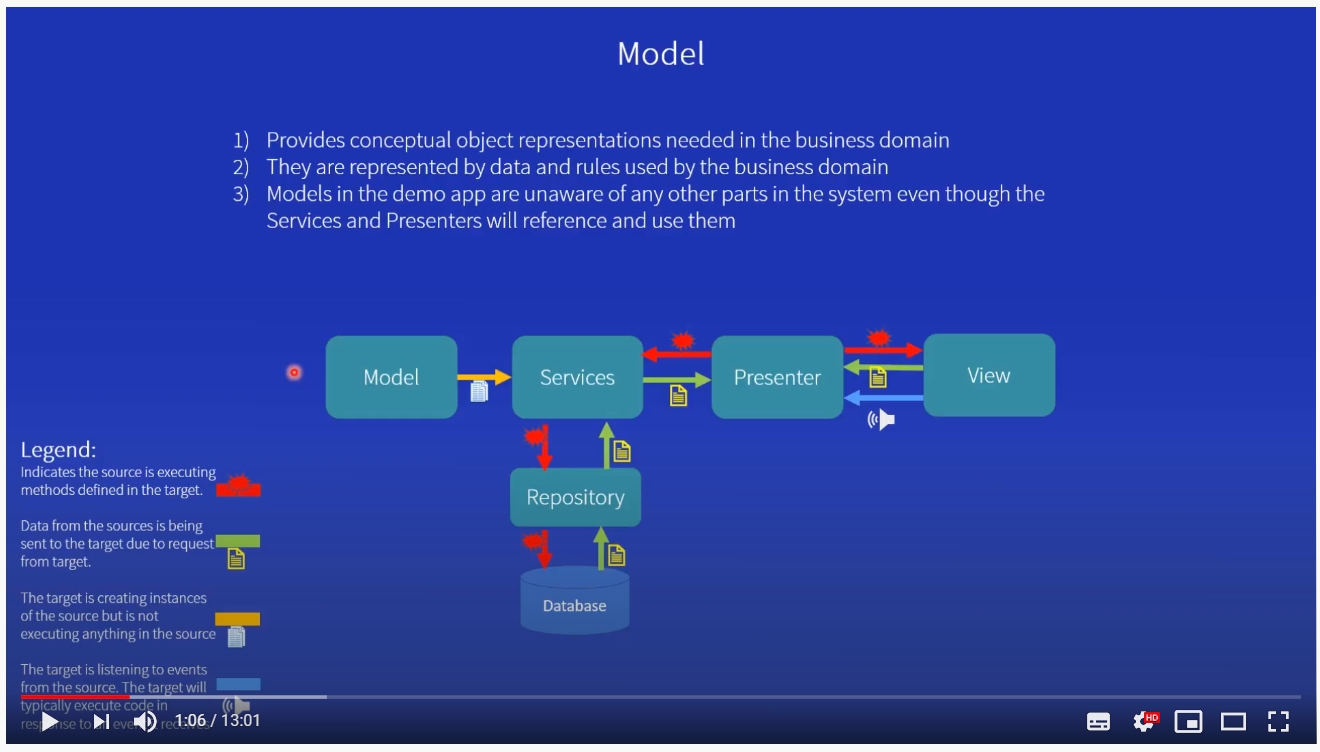 Model
1) Provides conceptual object representations needed in the business domain
2) They are represented by data and rules used by the business domain
3) Models in the demo app are unaware of any other parts in the system even though the
Services and Presenters will reference and use them
Model
Services
Presenter
View
Repository
Database
Legend:
Indicates the source is executing
methods defined in the target.
Data from the sources is being
sent to the target due to request
from target.
The target is creating instances
of the source but is not
executing anything in the source
The target is listening to events
from the source. The target will
typically execute code in
response to an event
1:06 / 13:01
HD